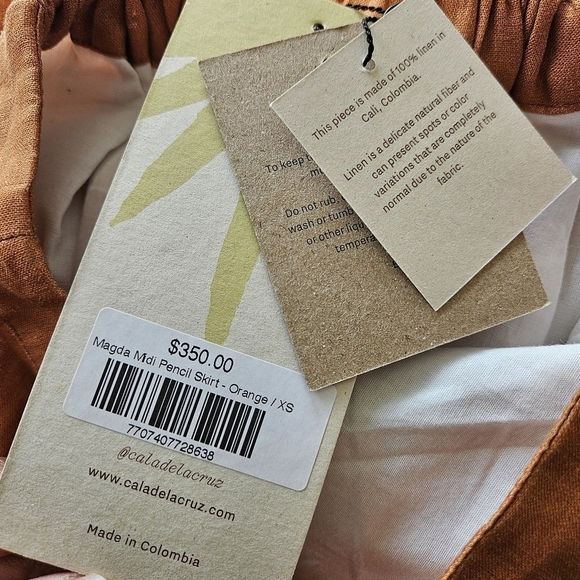 This piece is made of 100% linen in
Cali, Colombia.
Linen is a delicate natural fiber and
can present spots or color
variations that are completely
normal due to the nature of the
fabric.
To keep
Do not rub.
wash or tumb
or other liqu
tempera
$350.00
Magda Midi Pencil Skirt - Orange / XS
7707407728638
@caladelacruz
www.caladelacruz.com
Made in Colombia